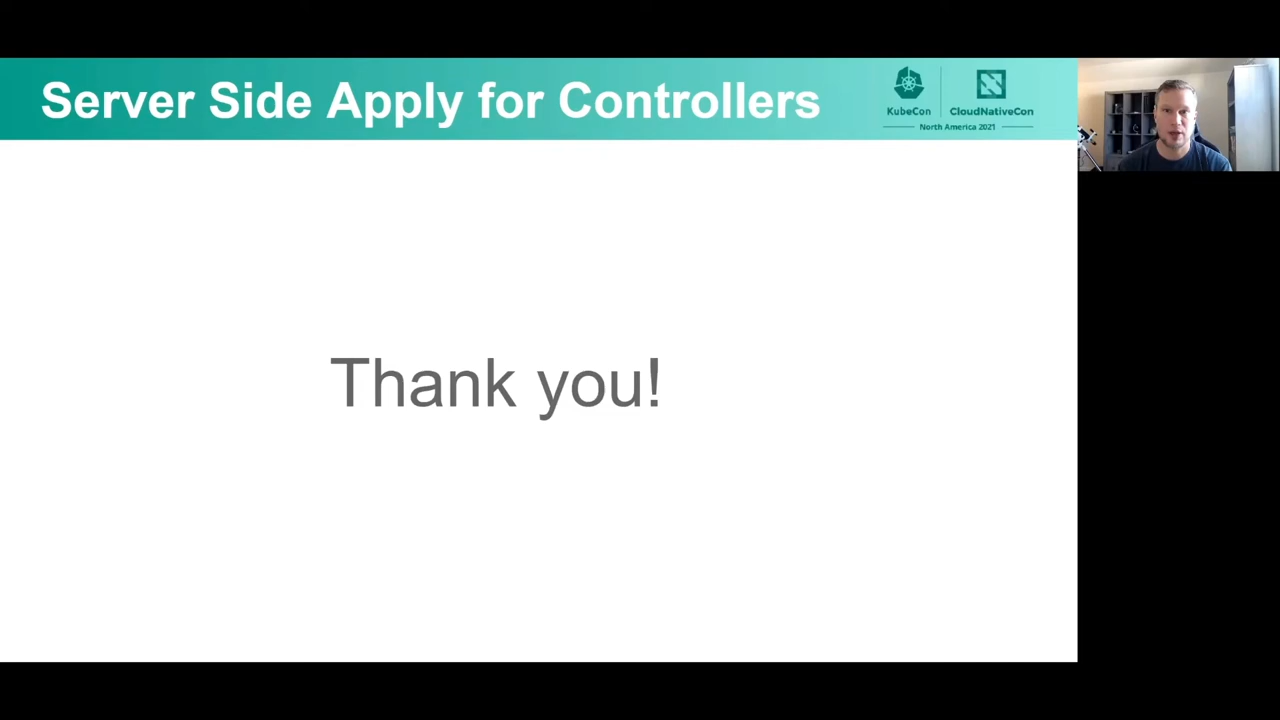 Server Side Apply for Controllers
KubeCon
CloudNativeCon
North America 2021
Thank you!